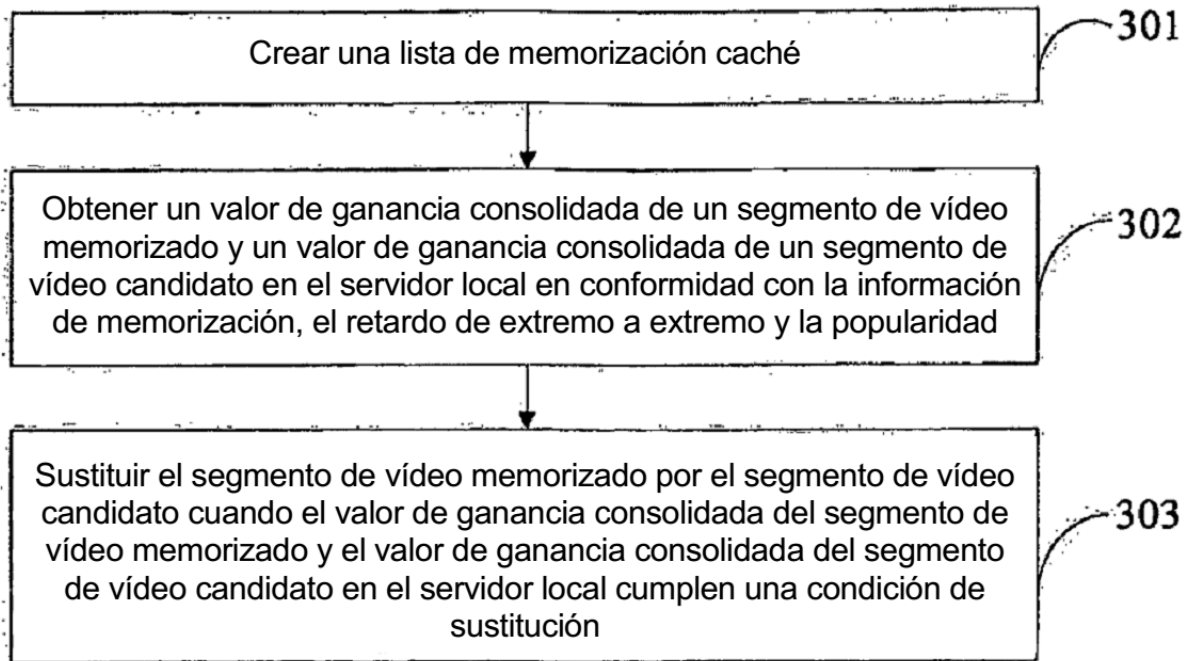 Crear una lista de memorización caché
301
Obtener un valor de ganancia consolidada de un segmento de vídeo
memorizado y un valor de ganancia consolidada de un segmento de
vídeo candidato en el servidor local en conformidad con la información
de memorización, el retardo de extremo a extremo y la popularidad
302
Sustituir el segmento de vídeo memorizado por el segmento de vídeo
candidato cuando el valor de ganancia consolidada del segmento de
vídeo memorizado y el valor de ganancia consolidada del segmento
de vídeo candidato en el servidor local cumplen una condición de
sustitución
303